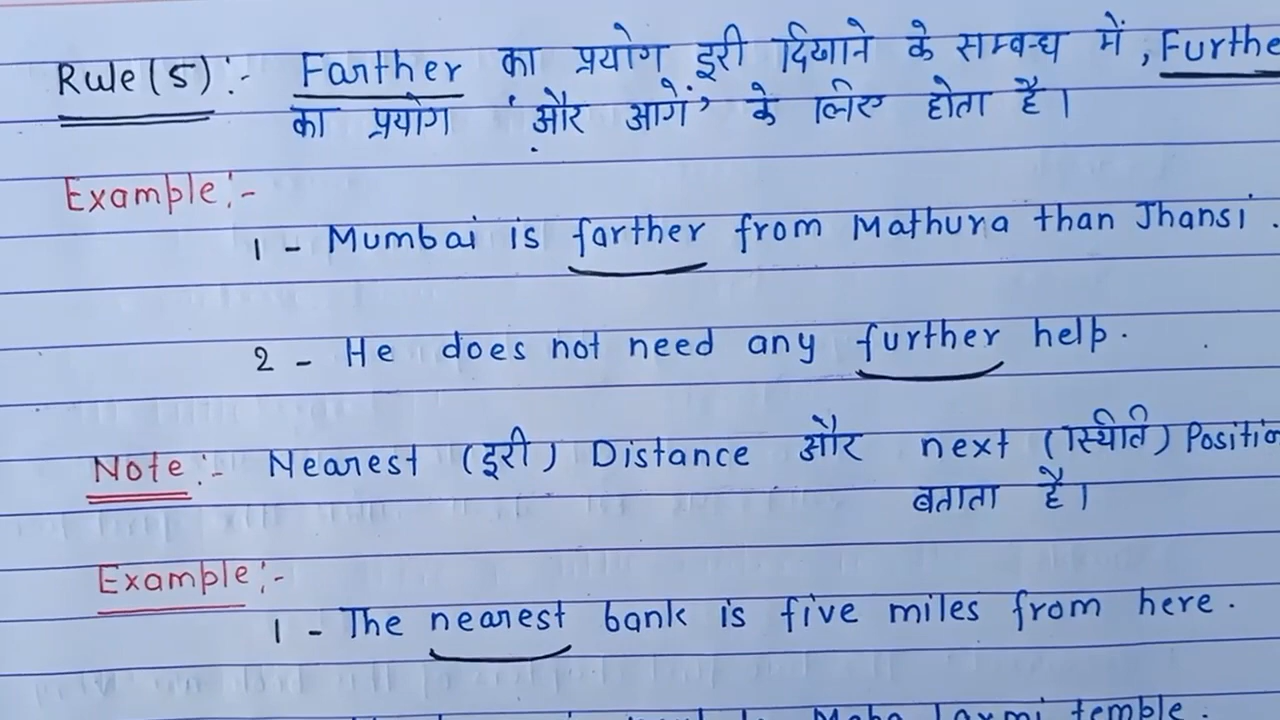 Rule (5):- Farther का प्रयोग दूरी दिखाने के सम्बन्ध में, Furthe
का प्रयोग 'और आगें' के लिए होता है।
Example:-
1 - Mumbai is farther from Mathura than Jhansi.
2 - He does not need any further help.
Note:- Nearest (दूरी) Distance और next (स्थिति) Positio
बताता है।
Example:-
1 - The nearest bank is five miles from here.
temple.